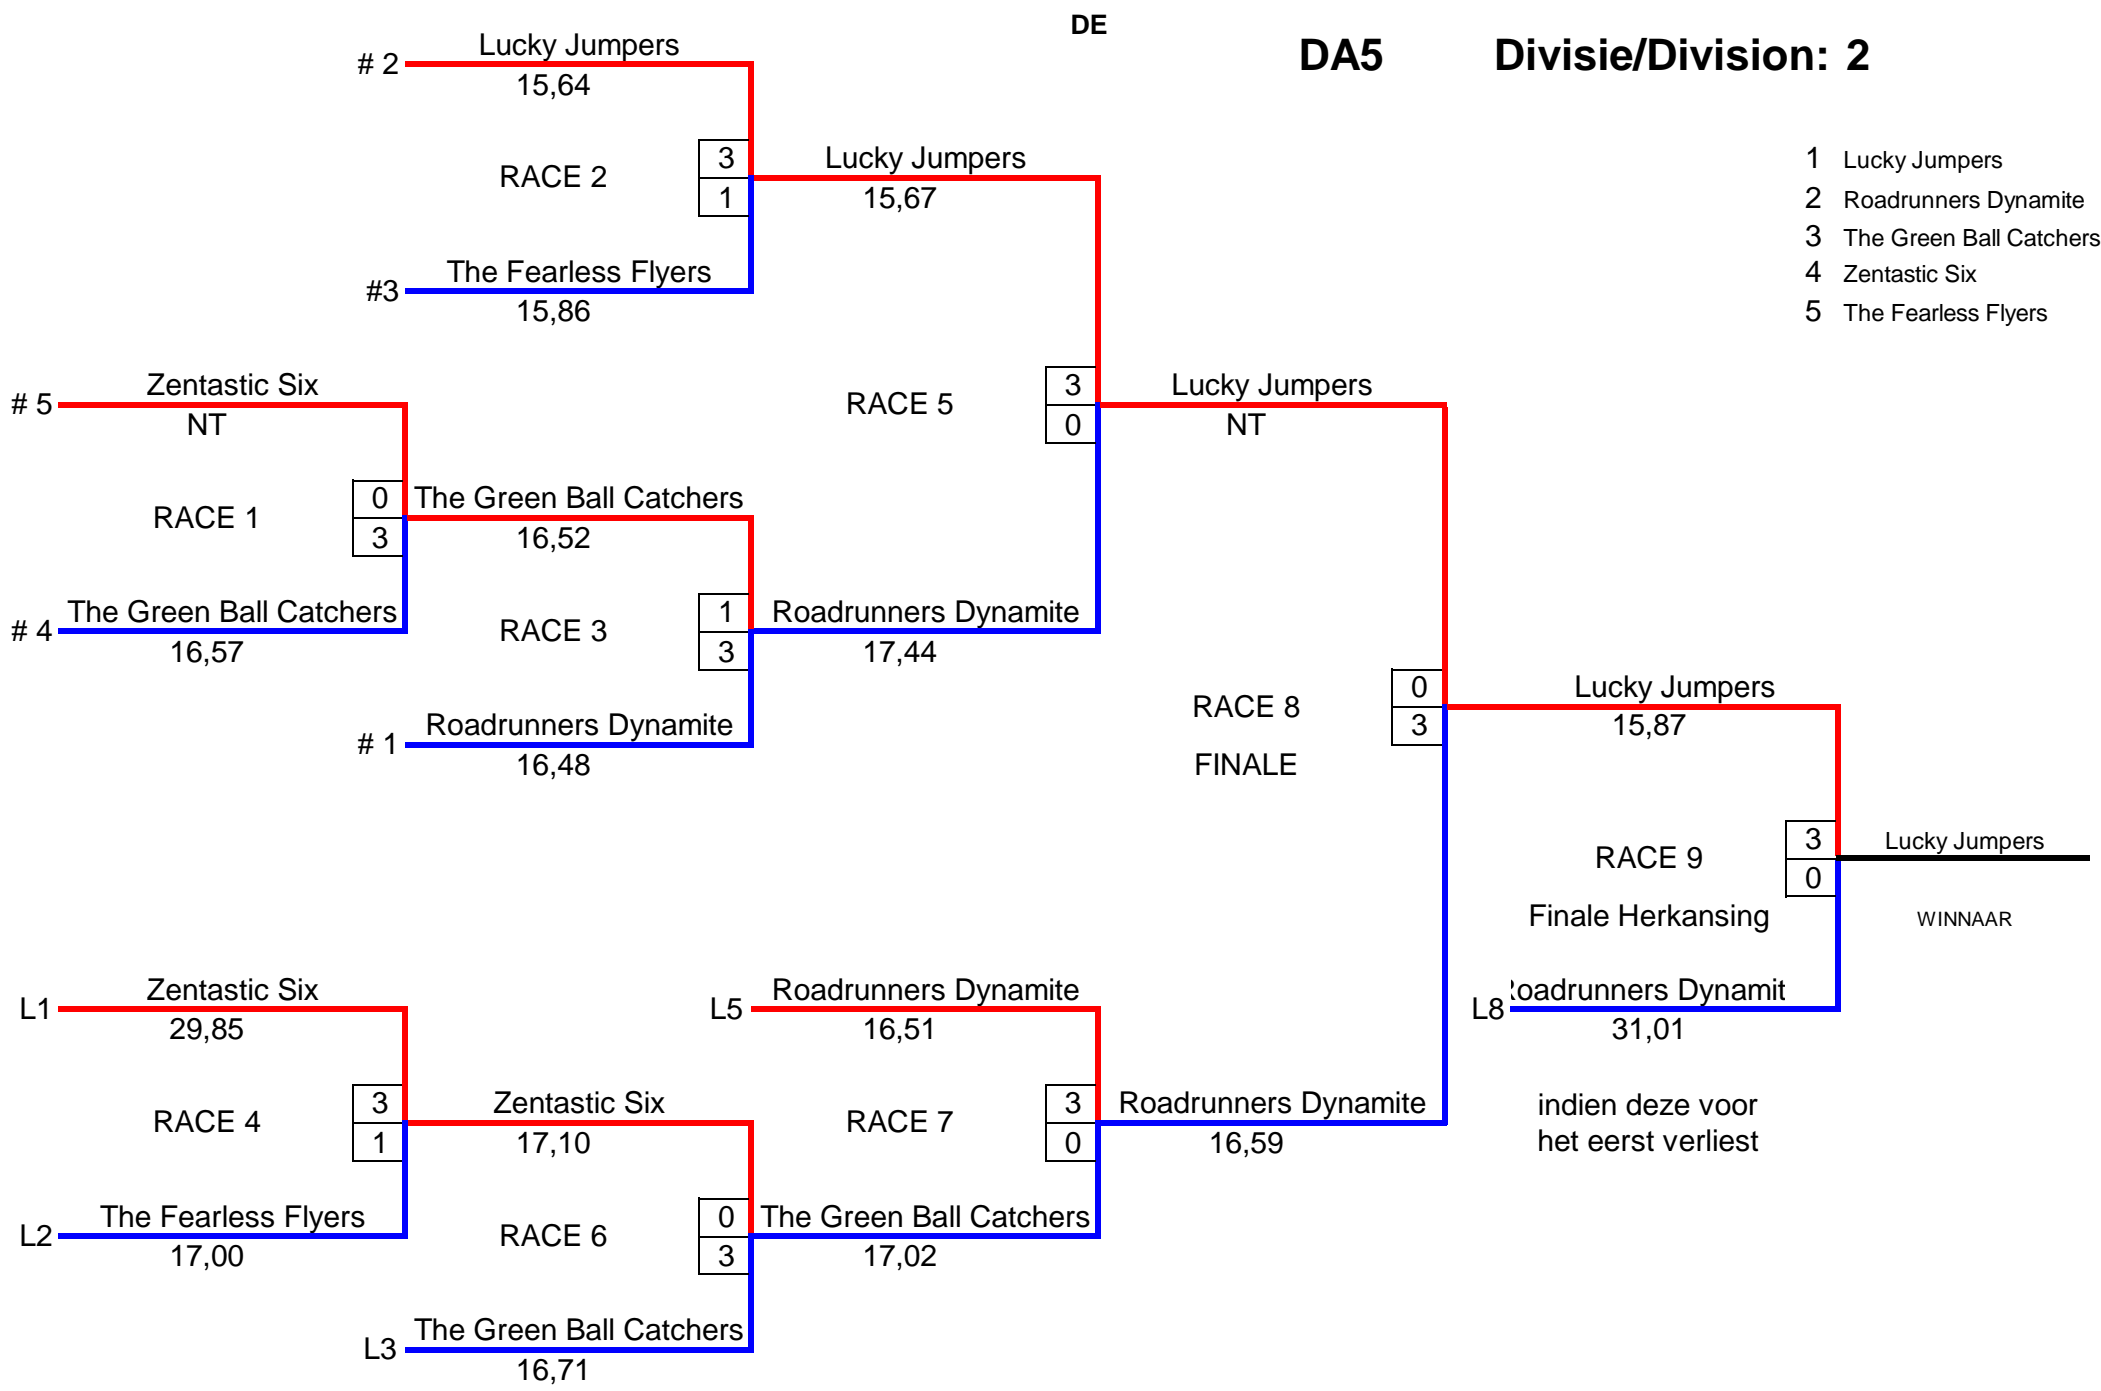 DE
DA5 Divisie/Division: 2
Lucky Jumpers
# 2
15,64
RACE 2
3
1
The Fearless Flyers
#3
15,86
Lucky Jumpers
15,67
1 Lucky Jumpers
2 Roadrunners Dynamite
3 The Green Ball Catchers
4 Zentastic Six
5 The Fearless Flyers
Zentastic Six
# 5
NT
RACE 1
0
3
The Green Ball Catchers
# 4
16,57
The Green Ball Catchers
16,52
RACE 3
1
3
Roadrunners Dynamite
# 1
16,48
RACE 5
3
0
Roadrunners Dynamite
17,44
Lucky Jumpers
NT
RACE 8
0
3
FINALE
Lucky Jumpers
15,87
RACE 9
3
0
Finale Herkansing
Lucky Jumpers
WINNAAR
oadrunners Dynamit
L8
31,01
indien deze voor
het eerst verliest
Zentastic Six
L1
29,85
RACE 4
3
1
The Fearless Flyers
L2
17,00
Zentastic Six
17,10
RACE 6
0
3
The Green Ball Catchers
L3
16,71
Roadrunners Dynamite
L5
16,51
RACE 7
3
0
The Green Ball Catchers
17,02
Roadrunners Dynamite
16,59